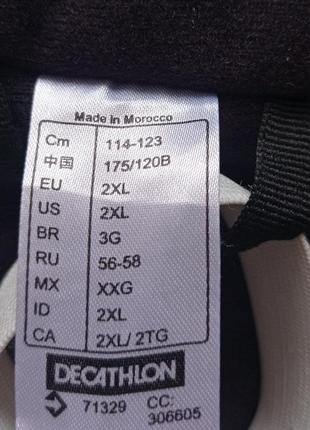 Made in Morocco
Cm 114-123
中国 175/120B
EU 2XL
US 2XL
BR 3G
RU 56-58
MX XXG
ID 2XL
CA 2XL/ 2TG
DECATHLON
71329 CC:
306605